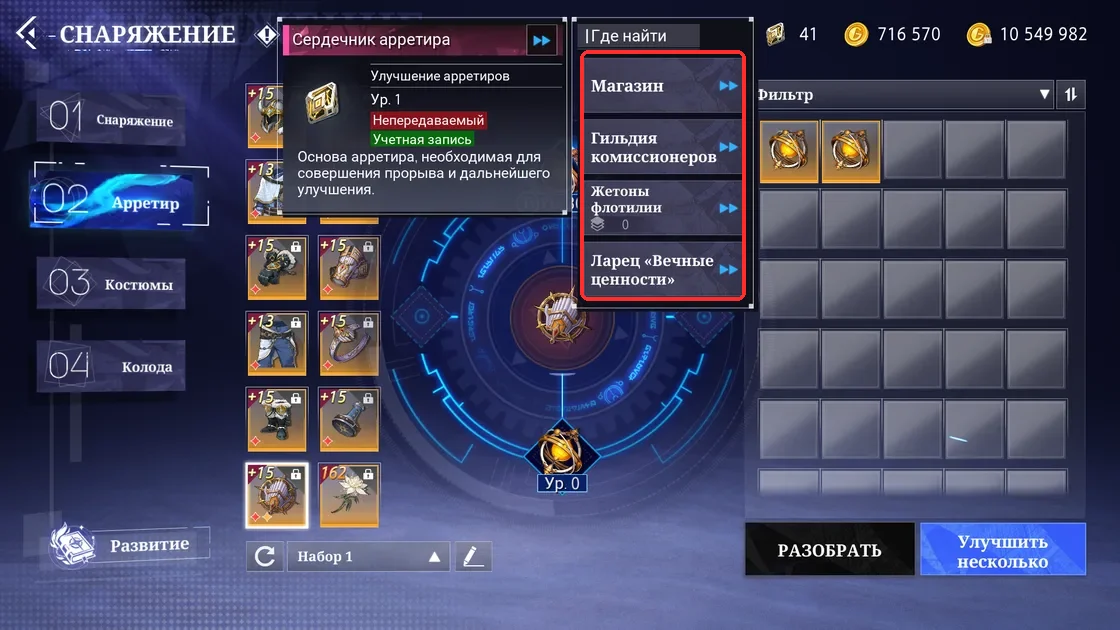 СНАРЯЖЕНИЕ
41
716 570
10 549 982
01 Снаряжение
02 Арретир
03 Костюмы
04 Колода
Развитие
Сердечник арретира
Улучшение арретиров
Ур. 1
Непередаваемый
Учетная запись
Основа арретира, необходимая для
совершения прорыва и дальнейшего
улучшения.
Где найти
Магазин
Гильдия
комиссионеров
Жетоны
флотилии
0
Ларец «Вечные
ценности»
Фильтр
+15
+13
+15
+15
+13
+15
+15
+15
+15
162
Ур. 0
Набор 1
РАЗОБРАТЬ
Улучшить
несколько